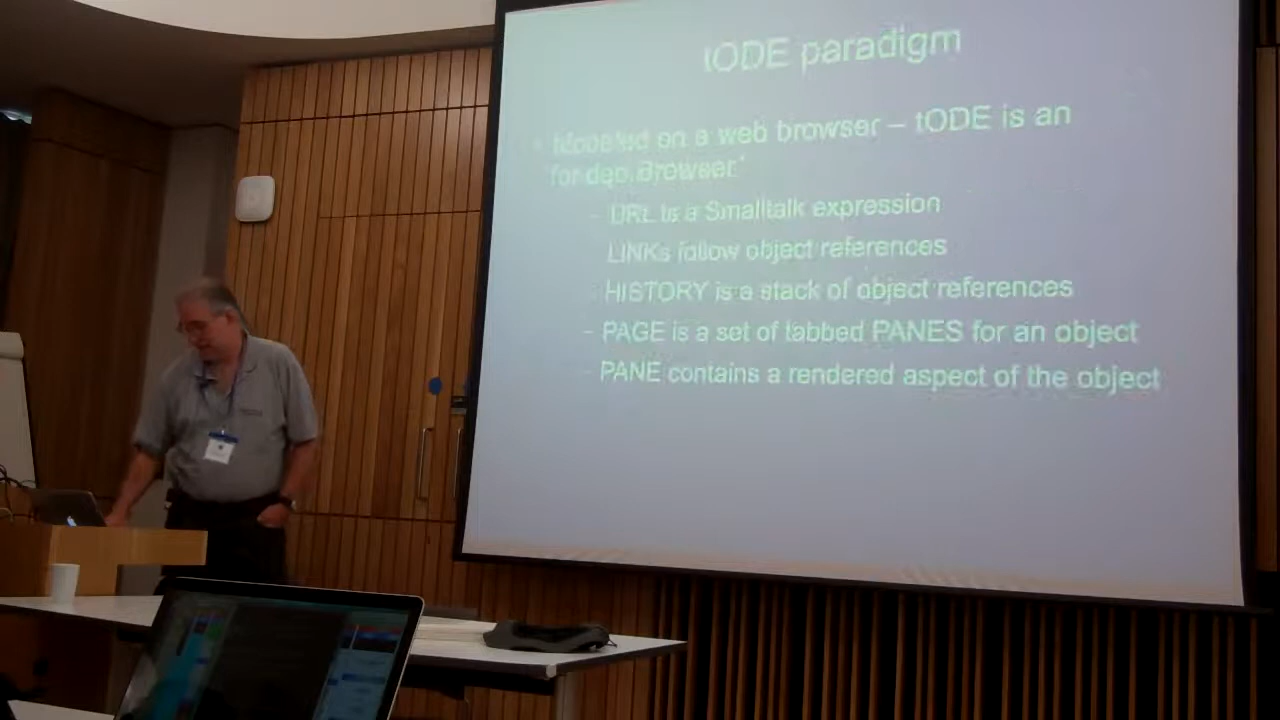 tODE paradigm
Modeled on a web browser – tODE is an
for
- URL is a Smalltalk expression
LINKs follow object references
HISTORY is a stack of object references
- PAGE is a set of tabbed PANES for an object
- PANE contains a rendered aspect of the object